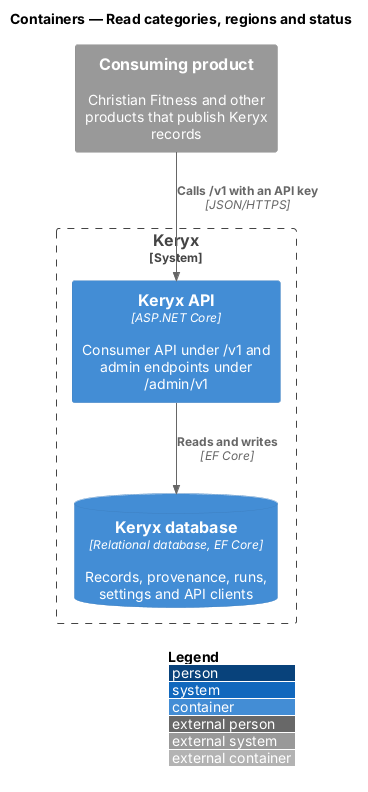 Containers — Read categories, regions and status
Consuming product
Christian Fitness and other
products that publish Keryx
records
Calls /v1 with an API key
[JSON/HTTPS]
Keryx
[System]
Keryx API
[ASP.NET Core]
Consumer API under /v1 and
admin endpoints under
/admin/v1
Reads and writes
[EF Core]
Keryx database
[Relational database, EF Core]
Records, provenance, runs,
settings and API clients
Legend
person
system
container
external person
external system
external container